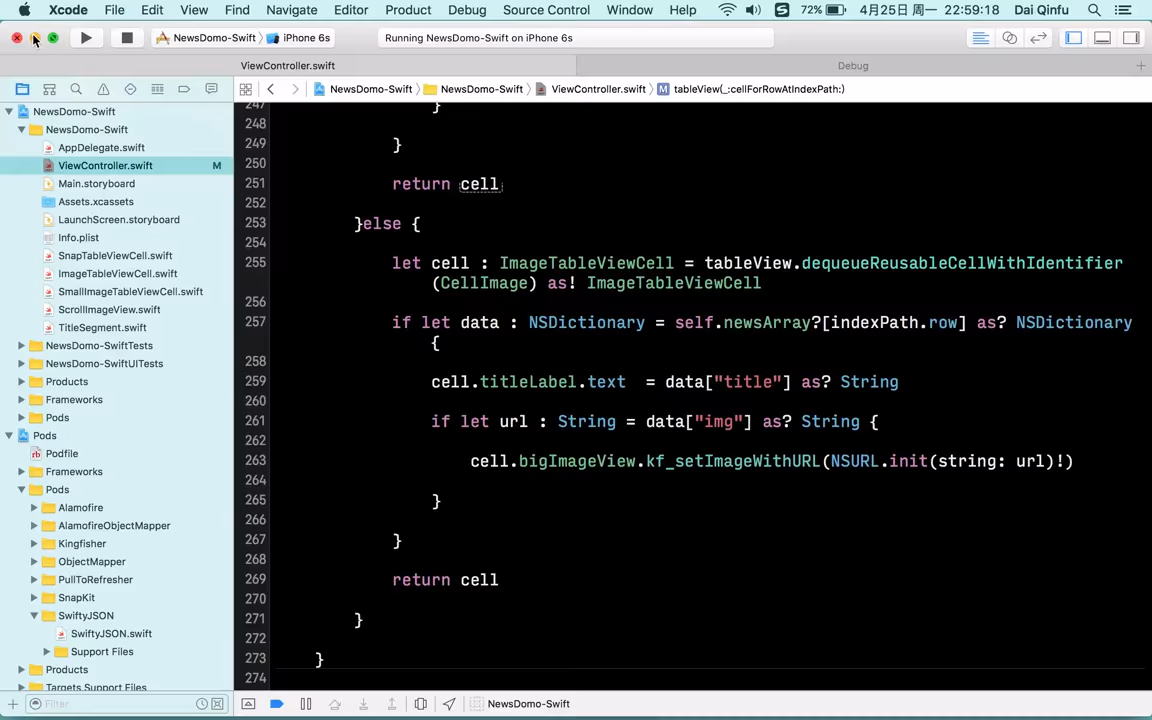 Xcode File Edit View Find Navigate Editor Product Debug Source Control Window Help 72% 4月25日 周一 22:59:18 Dai Qinfu
NewsDomo-Swift iPhone 6s Running NewsDomo-Swift on iPhone 6s
ViewController.swift Debug
NewsDomo-Swift NewsDomo-Swift ViewController.swift M tableView(_:cellForRowAtIndexPath:)
NewsDomo-Swift
NewsDomo-Swift
AppDelegate.swift
ViewController.swift M
Main.storyboard
Assets.xcassets
LaunchScreen.storyboard
Info.plist
SnapTableViewCell.swift
ImageTableViewCell.swift
SmallImageTableViewCell.swift
ScrollImageView.swift
TitleSegment.swift
NewsDomo-SwiftTests
NewsDomo-SwiftUITests
Products
Frameworks
Pods
Pods
Podfile
Frameworks
Pods
Alamofire
AlamofireObjectMapper
Kingfisher
ObjectMapper
PullToRefresher
SnapKit
SwiftyJSON
SwiftyJSON.swift
Support Files
Products
Targets Support Files
Filter
247 }
248
249 }
250
251 return cell
252
253 }else {
254
255 let cell : ImageTableViewCell = tableView.dequeueReusableCellWithIdentifier
(CellImage) as! ImageTableViewCell
256
257 if let data : NSDictionary = self.newsArray?[indexPath.row] as? NSDictionary
{
258
259 cell.titleLabel.text  = data["title"] as? String
260
261 if let url : String = data["img"] as? String {
262
263 cell.bigImageView.kf_setImageWithURL(NSURL.init(string: url)!)
264
265 }
266
267 }
268
269 return cell
270
271 }
272
273 }
274
NewsDomo-Swift